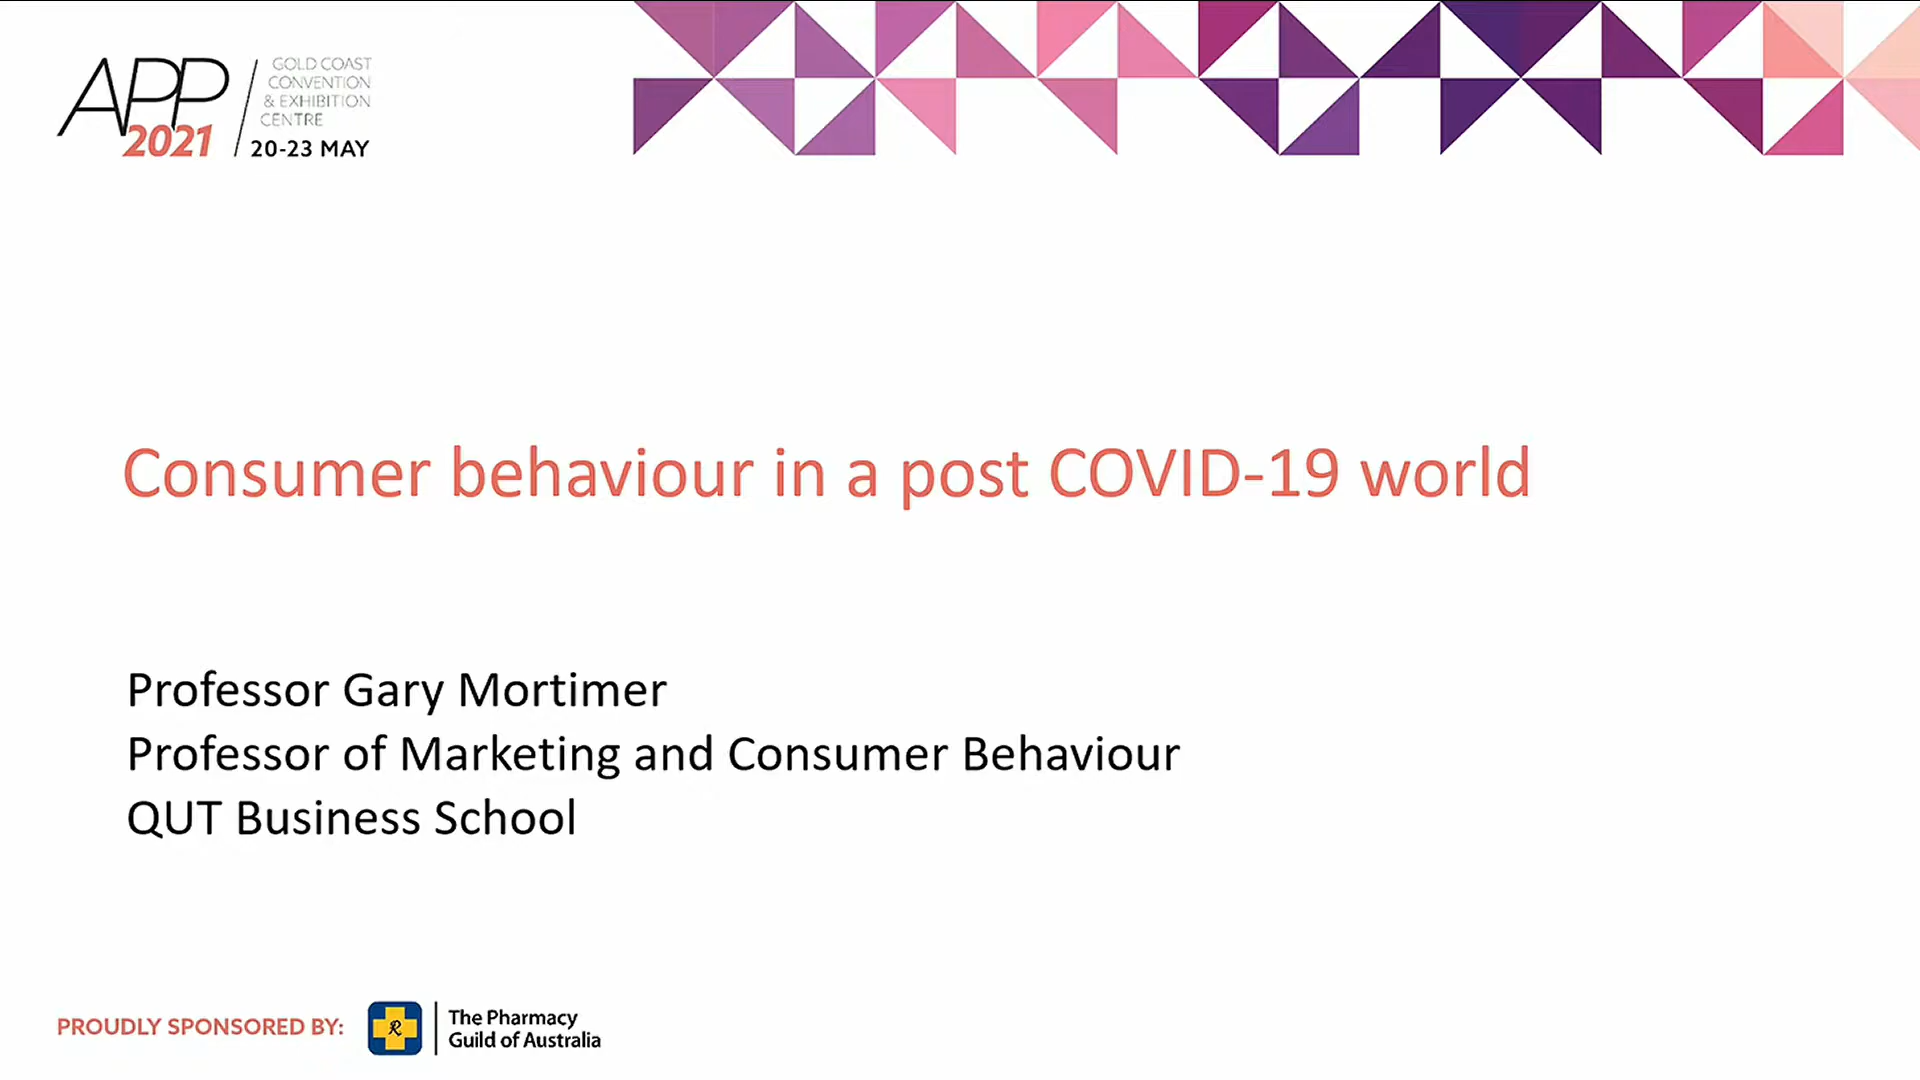 APP
2021
GOLD COAST
CONVENTION
& EXHIBITION
CENTRE
20-23 MAY
Consumer behaviour in a post COVID-19 world
Professor Gary Mortimer
Professor of Marketing and Consumer Behaviour
QUT Business School
PROUDLY SPONSORED BY:
The Pharmacy
Guild of Australia